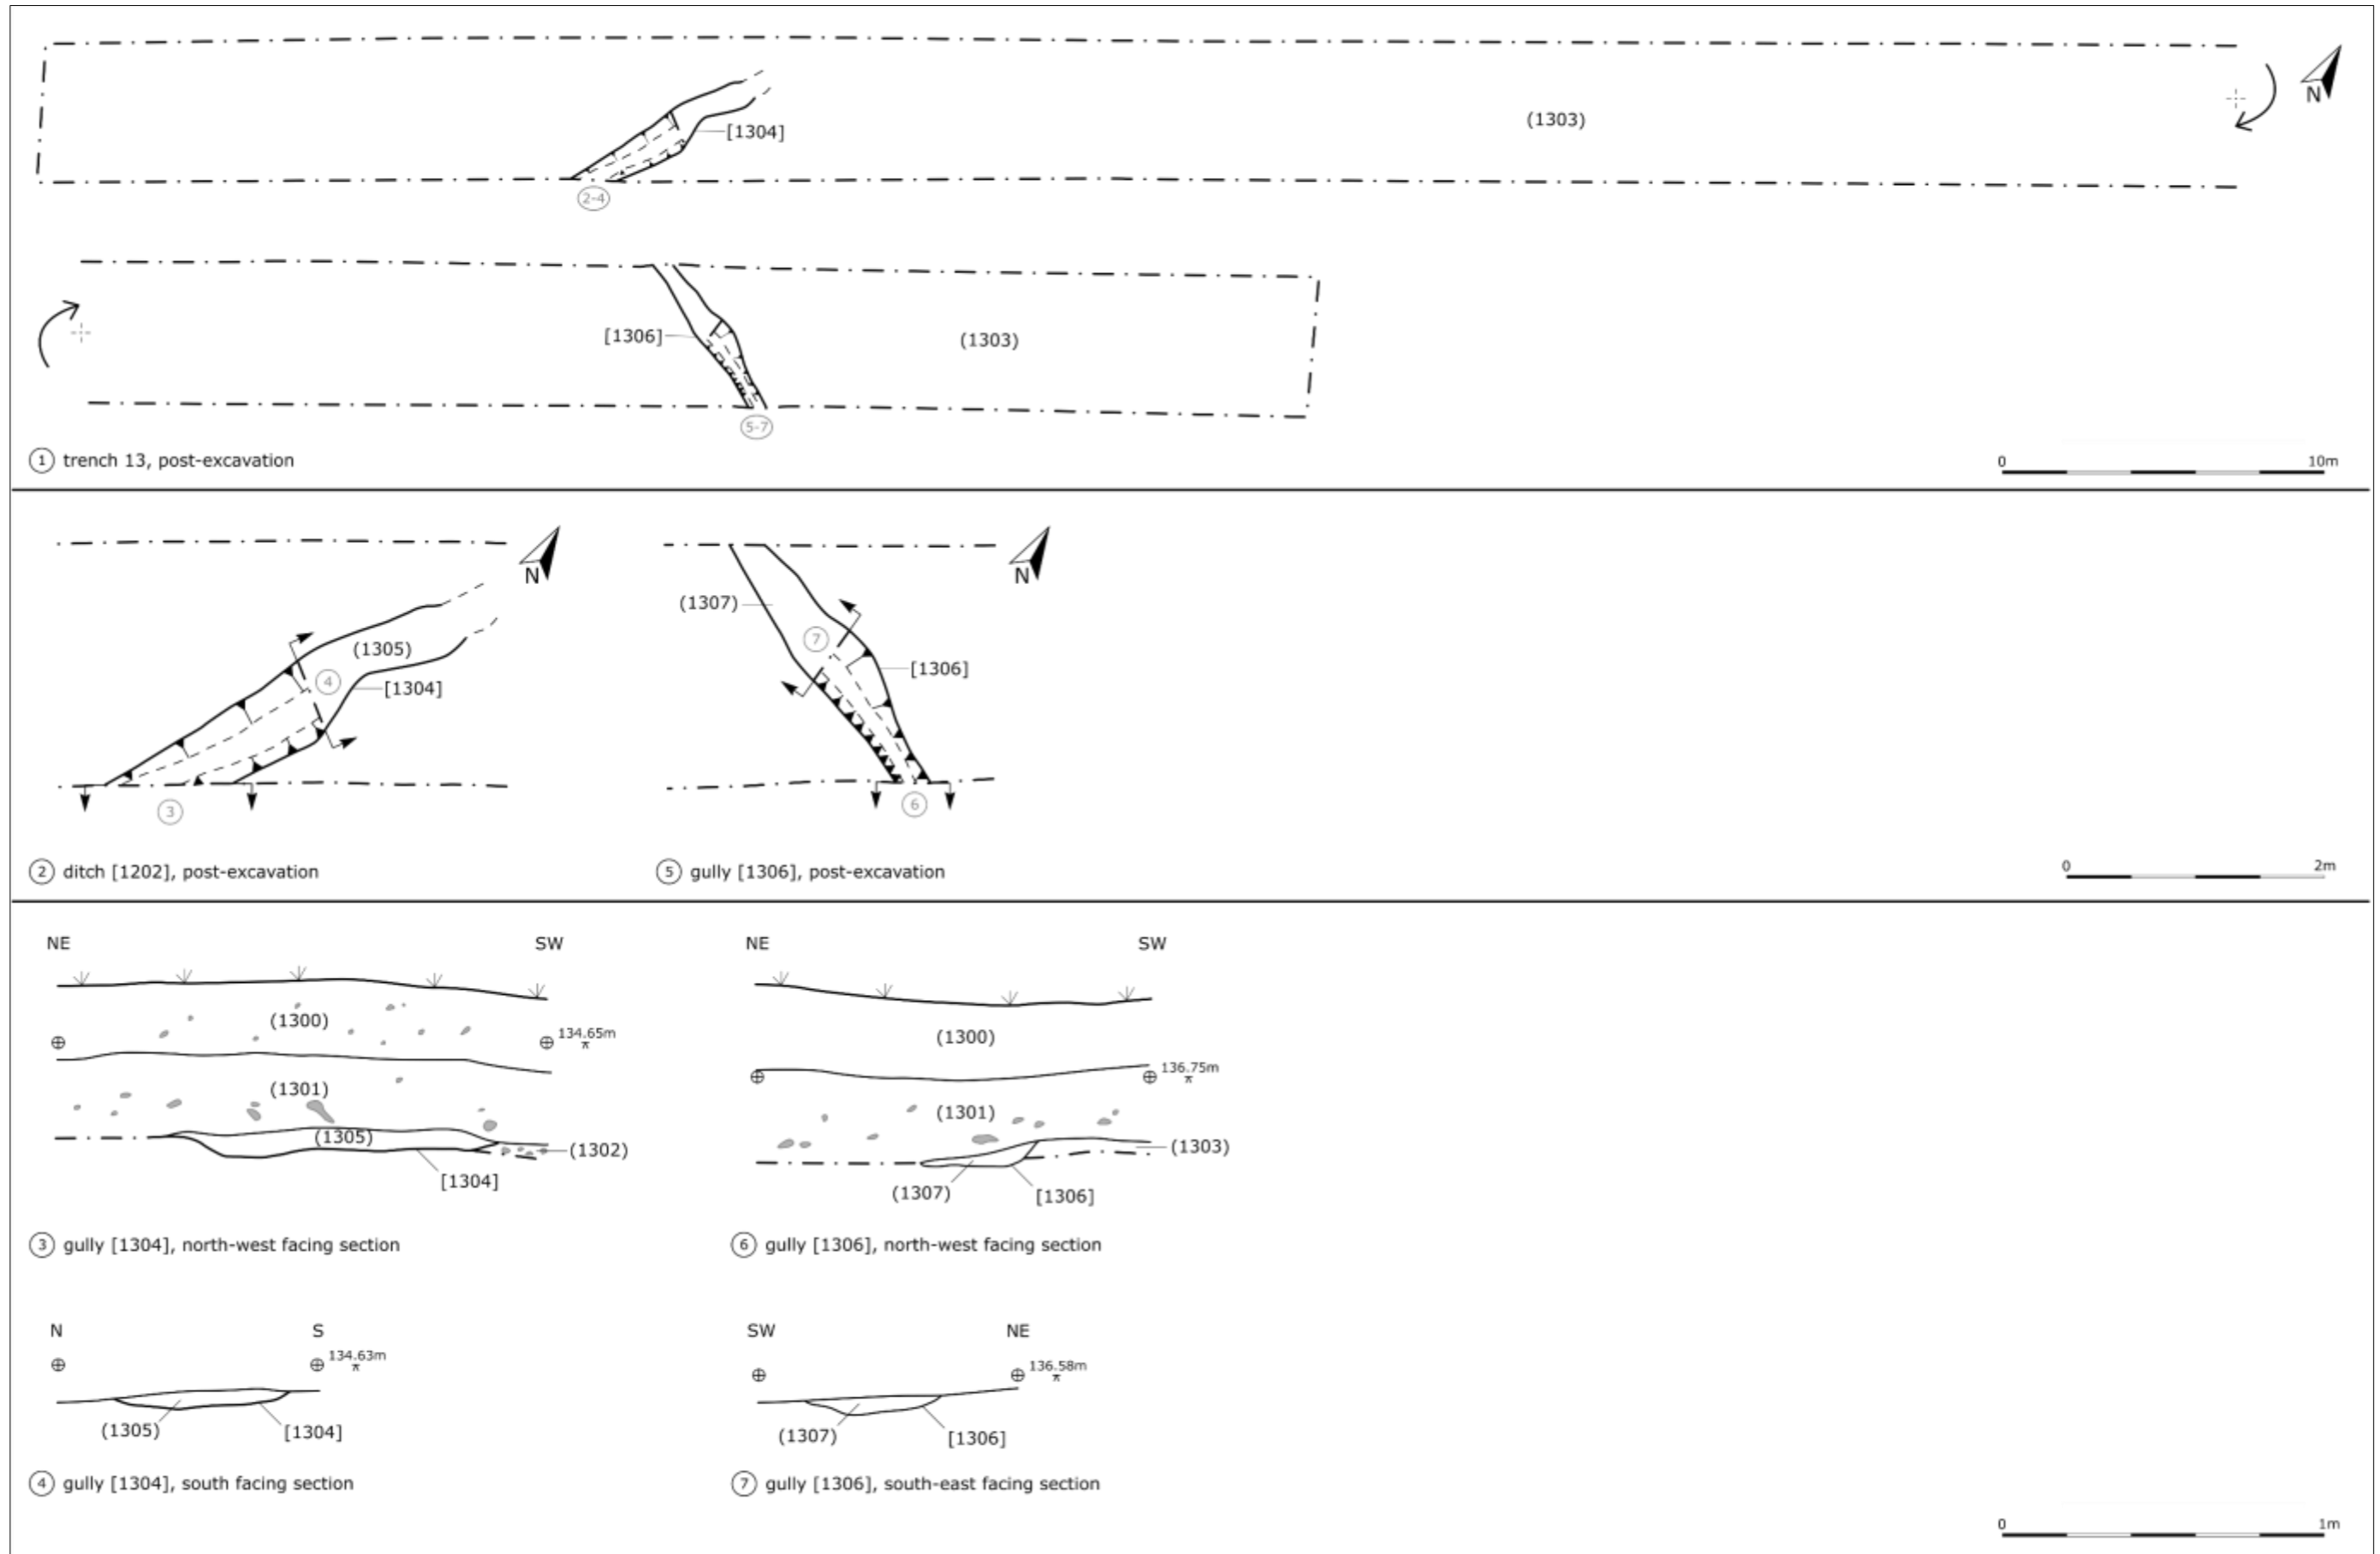 [1304]
(1303)
N
2-4
[1306]
(1303)
5-7
1 trench 13, post-excavation
0 10m
N
N
(1307)
7
(1305)
4
[1304]
[1306]
3
6
2 ditch [1202], post-excavation
5 gully [1306], post-excavation
0 2m
NE SW
NE SW
(1300)
134.65m
(1300)
136.75m
(1301)
(1301)
(1305)
(1302)
(1303)
[1304]
(1307)
[1306]
3 gully [1304], north-west facing section
6 gully [1306], north-west facing section
N S
SW NE
134.63m
136.58m
(1305)
[1304]
(1307)
[1306]
4 gully [1304], south facing section
7 gully [1306], south-east facing section
0 1m